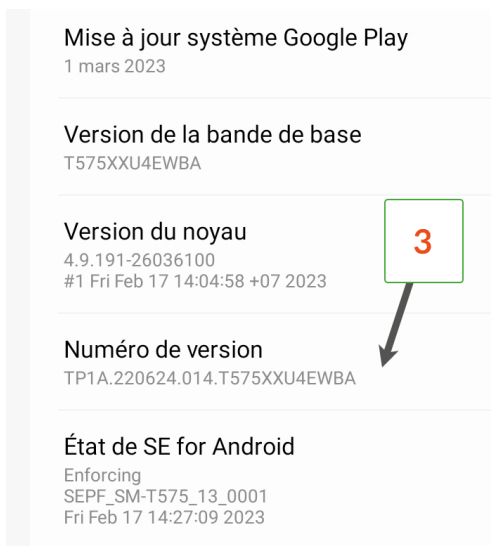 Mise à jour système Google Play
1 mars 2023
Version de la bande de base
T575XXU4EWBA
Version du noyau
4.9.191-26036100
#1 Fri Feb 17 14:04:58 +07 2023
3
Numéro de version
TP1A.220624.014.T575XXU4EWBA
État de SE for Android
Enforcing
SEPF_SM-T575_13_0001
Fri Feb 17 14:27:09 2023